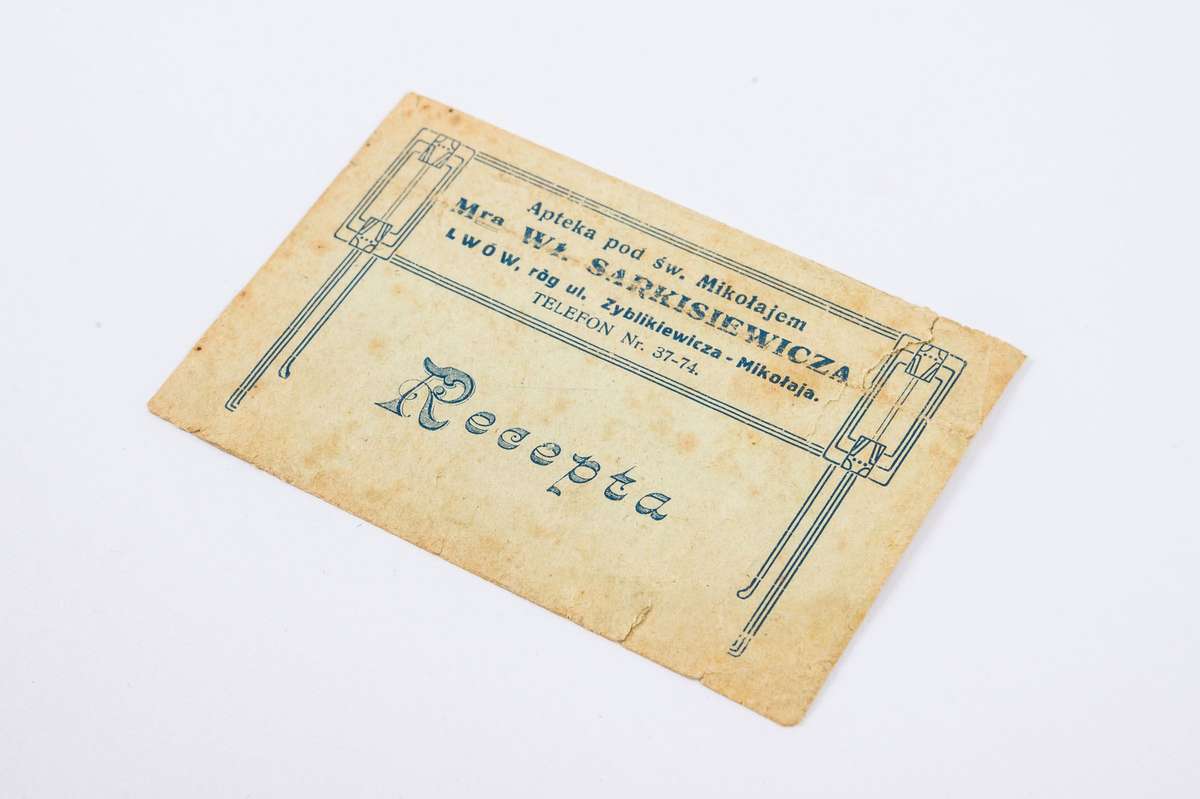 Apteka pod św. Mikołajem
Mra Wł. SARKISIEWICZA
LWÓW, róg ul. Zyblikiewicza - Mikołaja.
TELEFON Nr. 37-74.
Recepta